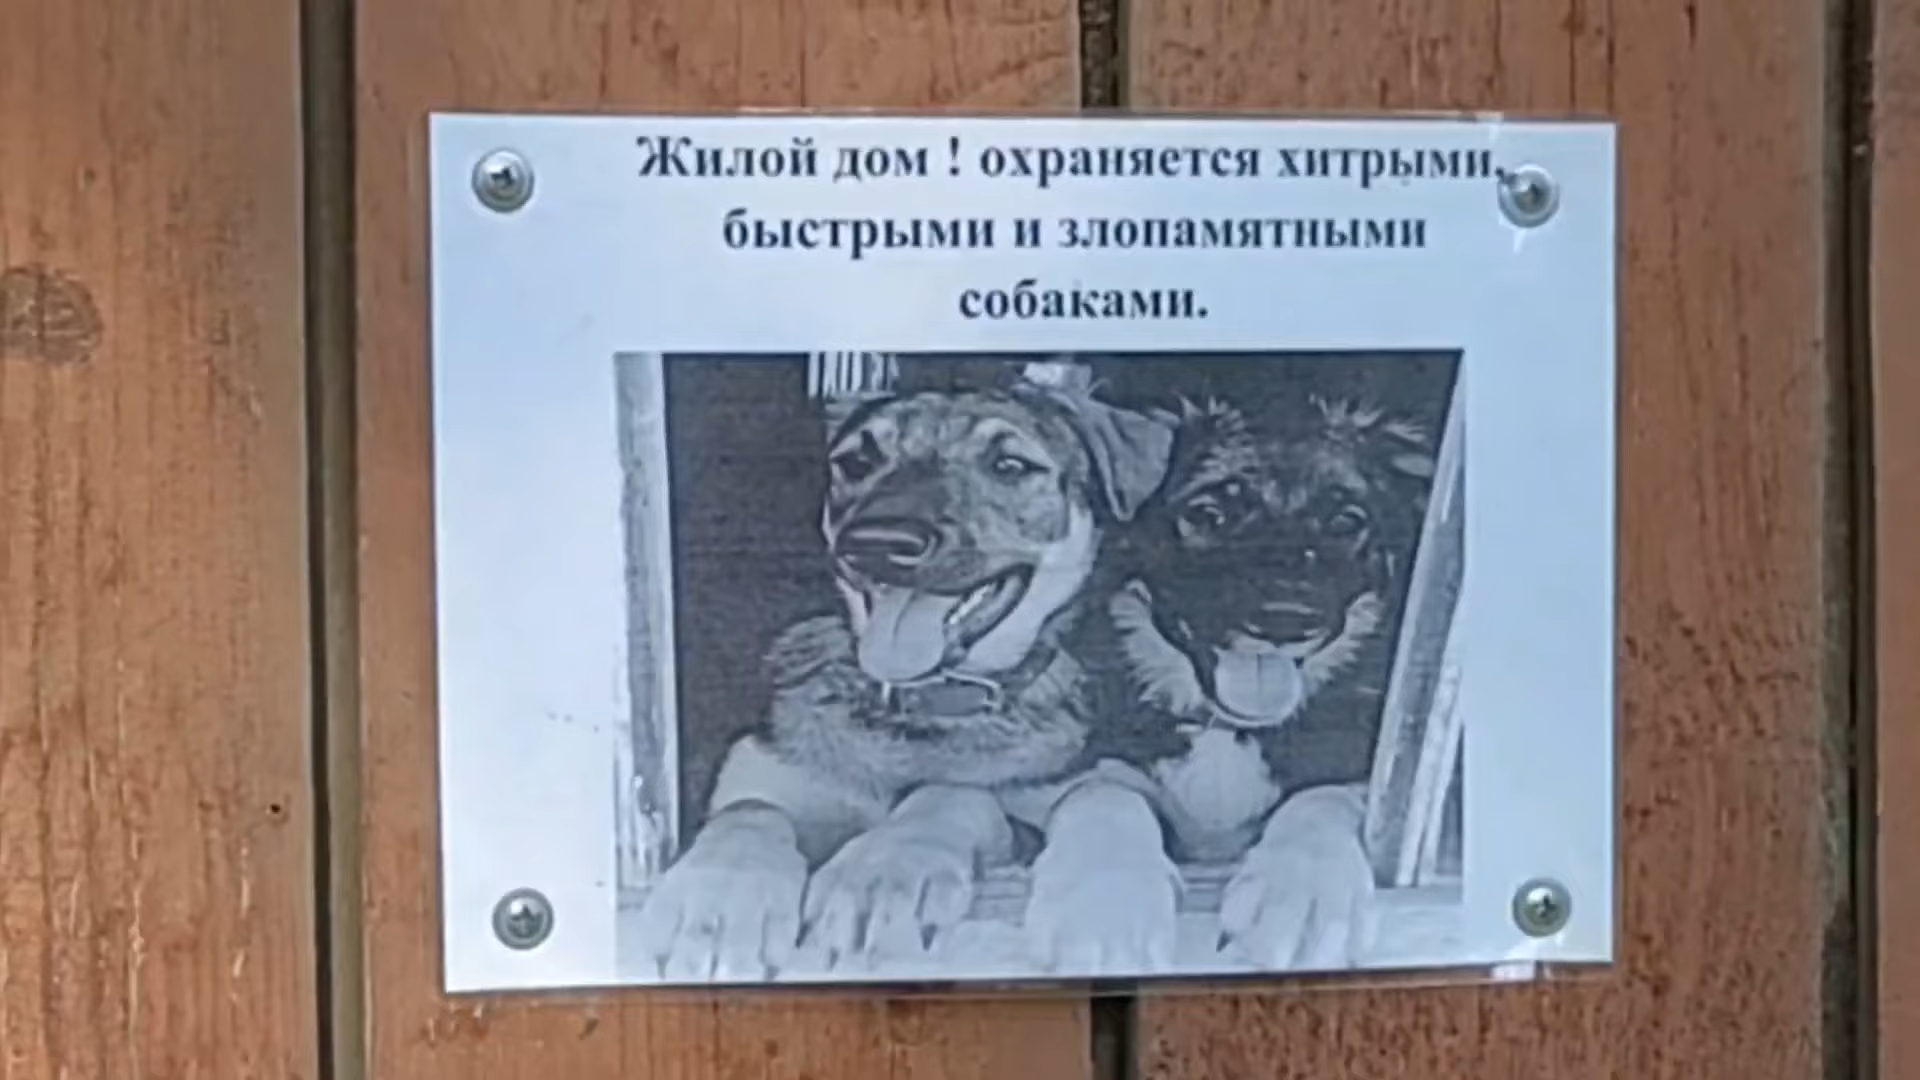 Жилой дом ! охраняется хитрыми,
быстрыми и злопамятными
собаками.